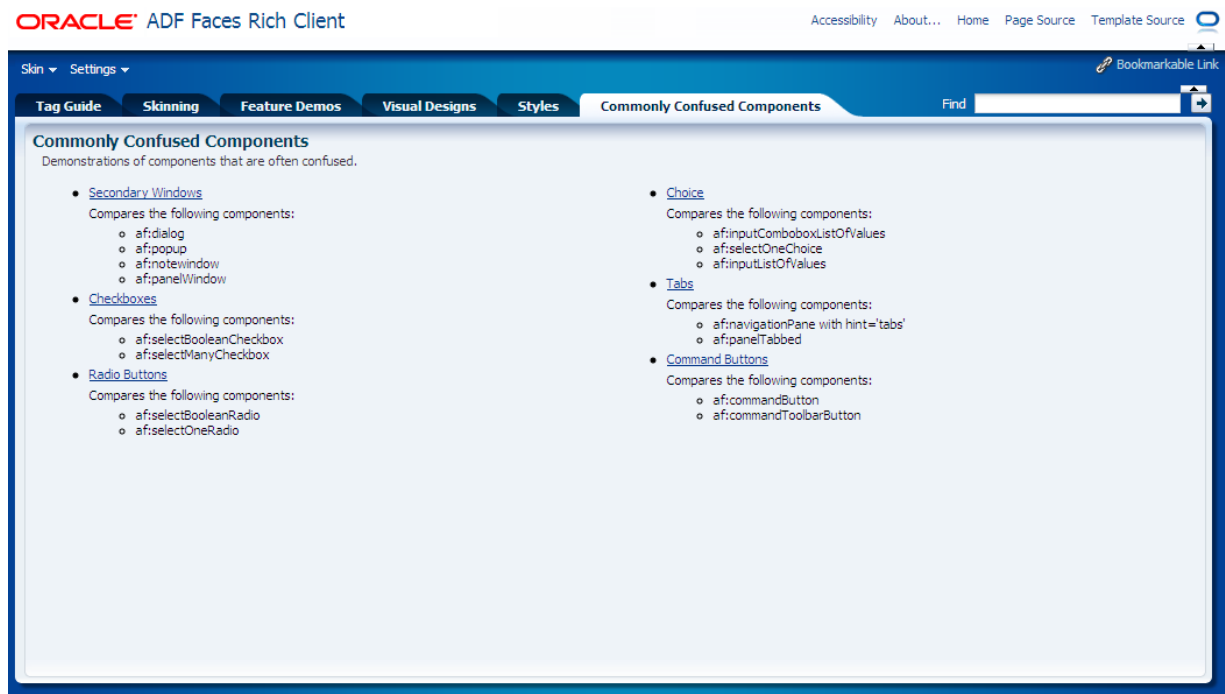 ORACLE ADF Faces Rich Client
Accessibility About... Home Page Source Template Source
Skin Settings
Bookmarkable Link
Tag Guide Skinning Feature Demos Visual Designs Styles Commonly Confused Components Find
Commonly Confused Components
Demonstrations of components that are often confused.
Secondary Windows
Compares the following components:
af:dialog
af:popup
af:notewindow
af:panelWindow
Checkboxes
Compares the following components:
af:selectBooleanCheckbox
af:selectManyCheckbox
Radio Buttons
Compares the following components:
af:selectBooleanRadio
af:selectOneRadio
Choice
Compares the following components:
af:inputComboboxListOfValues
af:selectOneChoice
af:inputListOfValues
Tabs
Compares the following components:
af:navigationPane with hint='tabs'
af:panelTabbed
Command Buttons
Compares the following components:
af:commandButton
af:commandToolbarButton